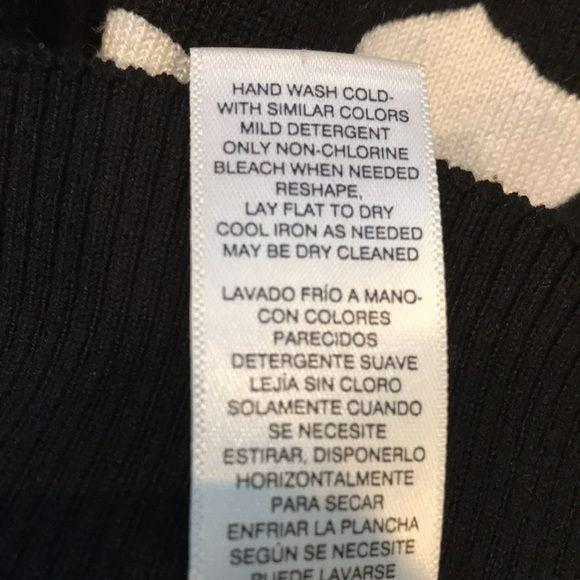 HAND WASH COLD-
WITH SIMILAR COLORS
MILD DETERGENT
ONLY NON-CHLORINE
BLEACH WHEN NEEDED
RESHAPE,
LAY FLAT TO DRY
COOL IRON AS NEEDED
MAY BE DRY CLEANED
LAVADO FRÍO A MANO-
CON COLORES
PARECIDOS
DETERGENTE SUAVE
LEJÍA SIN CLORO
SOLAMENTE CUANDO
SE NECESITE
ESTIRAR, DISPONERLO
HORIZONTALMENTE
PARA SECAR
ENFRIAR LA PLANCHA
SEGÚN SE NECESITE
PUEDE LAVARSE